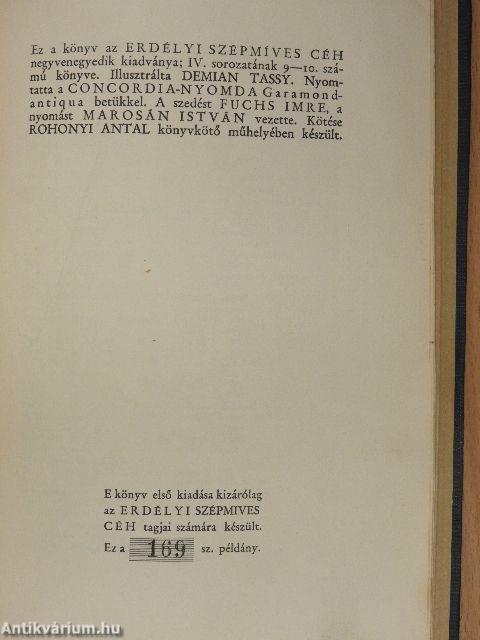 Ez a könyv az ERDÉLYI SZÉPMÍVES CÉH
negyvenegyedik kiadványa; IV. sorozatának 9—10. szá-
mú könyve. Illusztrálta DEMIAN TASSY. Nyom-
tatta a CONCORDIA-NYOMDA Garamond-
antiqua betükkel. A szedést FUCHS IMRE, a
nyomást MAROSÁN ISTVÁN vezette. Kötése
ROHONYI ANTAL könyvkötő műhelyében készült.
E könyv első kiadása kizárólag
az ERDÉLYI SZÉPMIVES
CÉH tagjai számára készült.
Ez a 169 sz. példány.
Antikvárium.hu